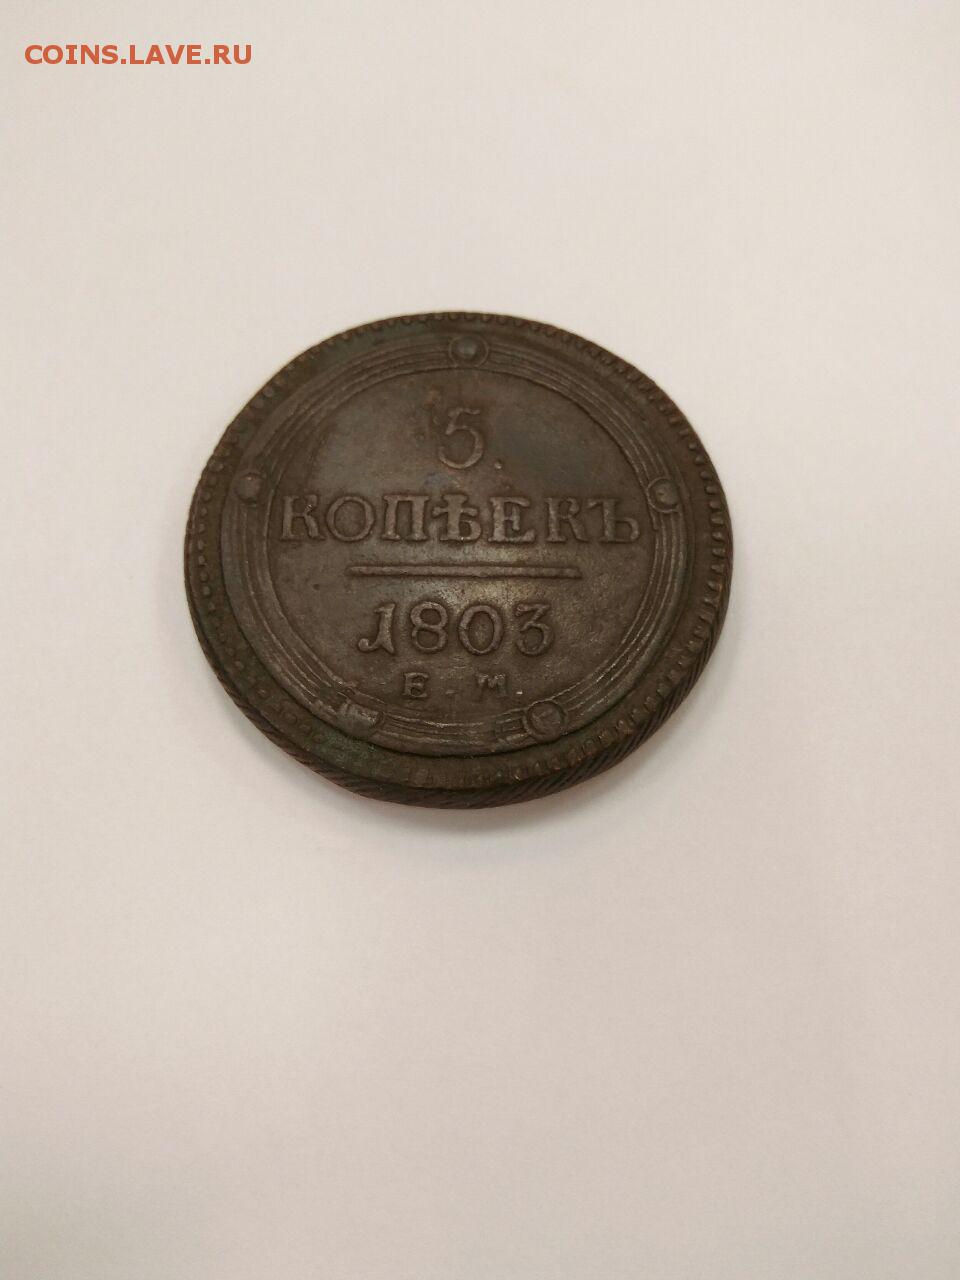 COINS.LAVE.RU
5.
КОПѢЕКЪ
1803
Е. М